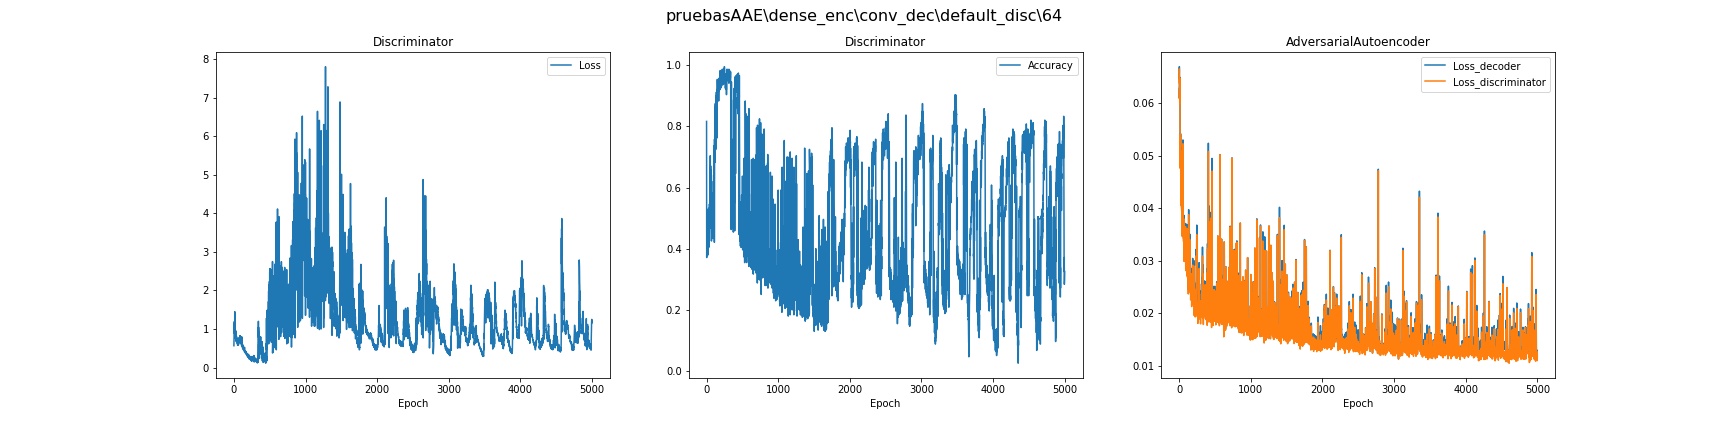 pruebasAAE\dense_enc\conv_dec\default_disc\64
Discriminator
Loss
8
7
6
5
4
3
2
1
0
0 1000 2000 3000 4000 5000
Epoch
Discriminator
Accuracy
1.0
0.8
0.6
0.4
0.2
0.0
0 1000 2000 3000 4000 5000
Epoch
AdversarialAutoencoder
Loss_decoder
Loss_discriminator
0.06
0.05
0.04
0.03
0.02
0.01
0 1000 2000 3000 4000 5000
Epoch